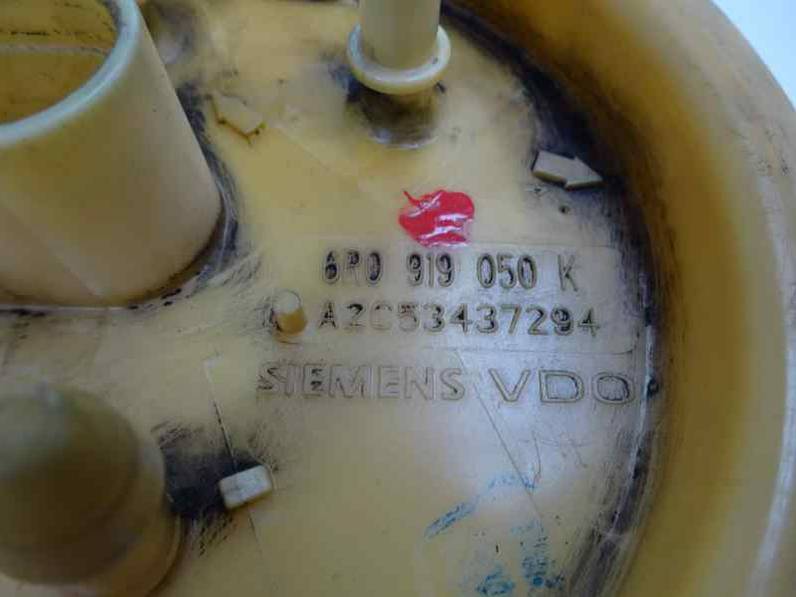 6R0 919 050 K
A2C53437294
SIEMENS VDO